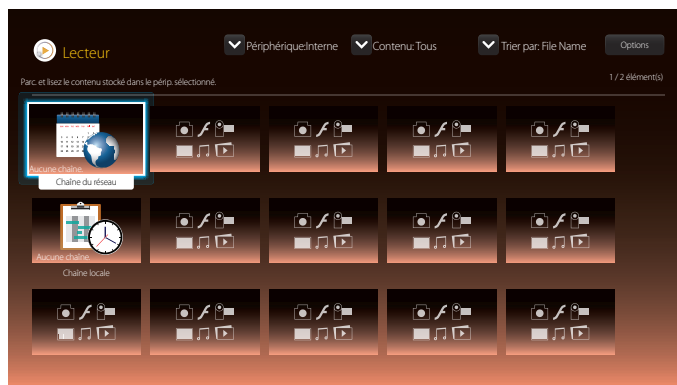 Lecteur
Périphérique:Interne
Contenu: Tous
Trier par: File Name
Options
Parc. et lisez le contenu stocké dans le périp. sélectionné.
1 / 2 élément(s)
Aucune chaîne.
Chaîne du réseau
Aucune chaîne.
Chaîne locale